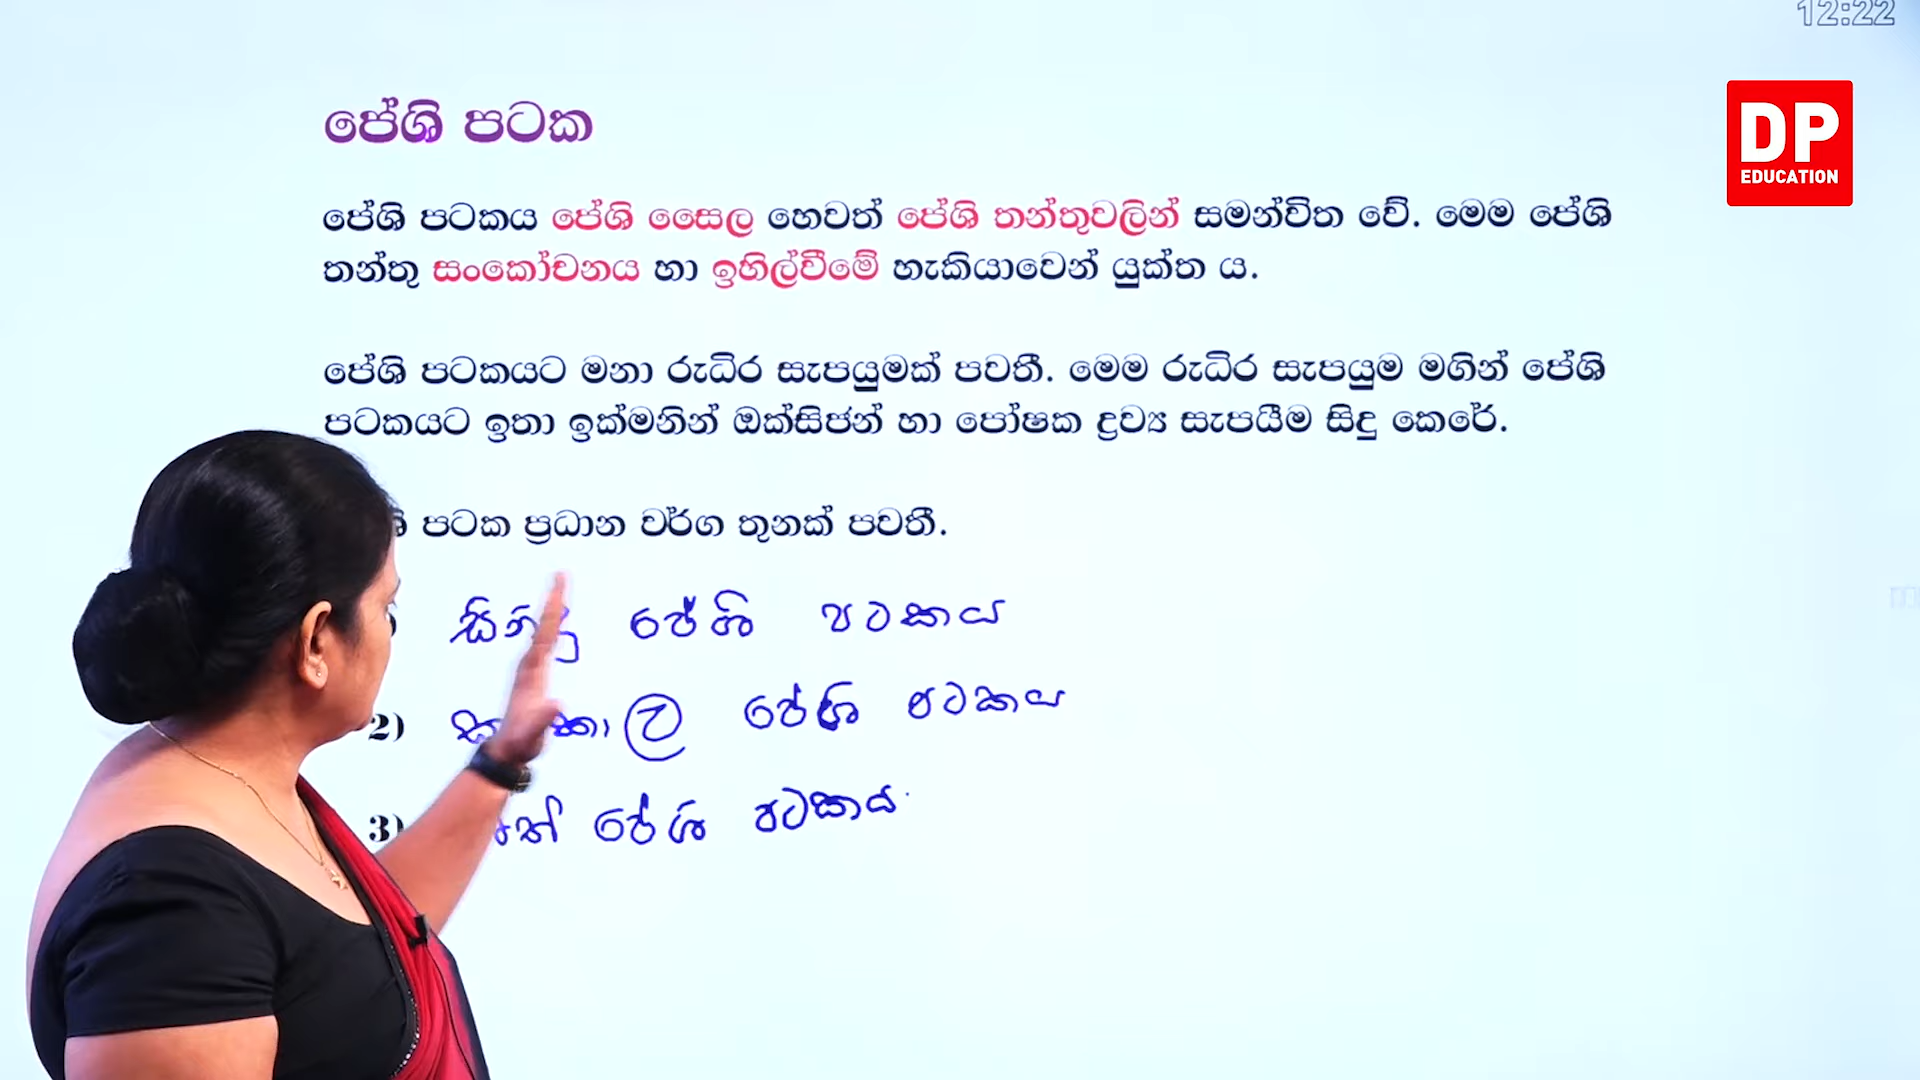 12:22
DP
EDUCATION
පේශි පටක
පේශි පටකය පේශි සෛල හෙවත් පේශි තන්තුවලින් සමන්විත වේ. මෙම පේශි
තන්තු සංකෝචනය හා ඉහිල්වීමේ හැකියාවෙන් යුක්ත ය.
පේශි පටකයට මනා රුධිර සැපයුමක් පවතී. මෙම රුධිර සැපයුම මගින් පේශි
පටකයට ඉතා ඉක්මනින් ඔක්සිජන් හා පෝෂක ද්‍රව්‍ය සැපයීම සිදු කෙරේ.
පටක ප්‍රධාන වර්ග තුනක් පවතී.
පේශි පටකය
2) පේශි පටකය
3) පේශි පටකය